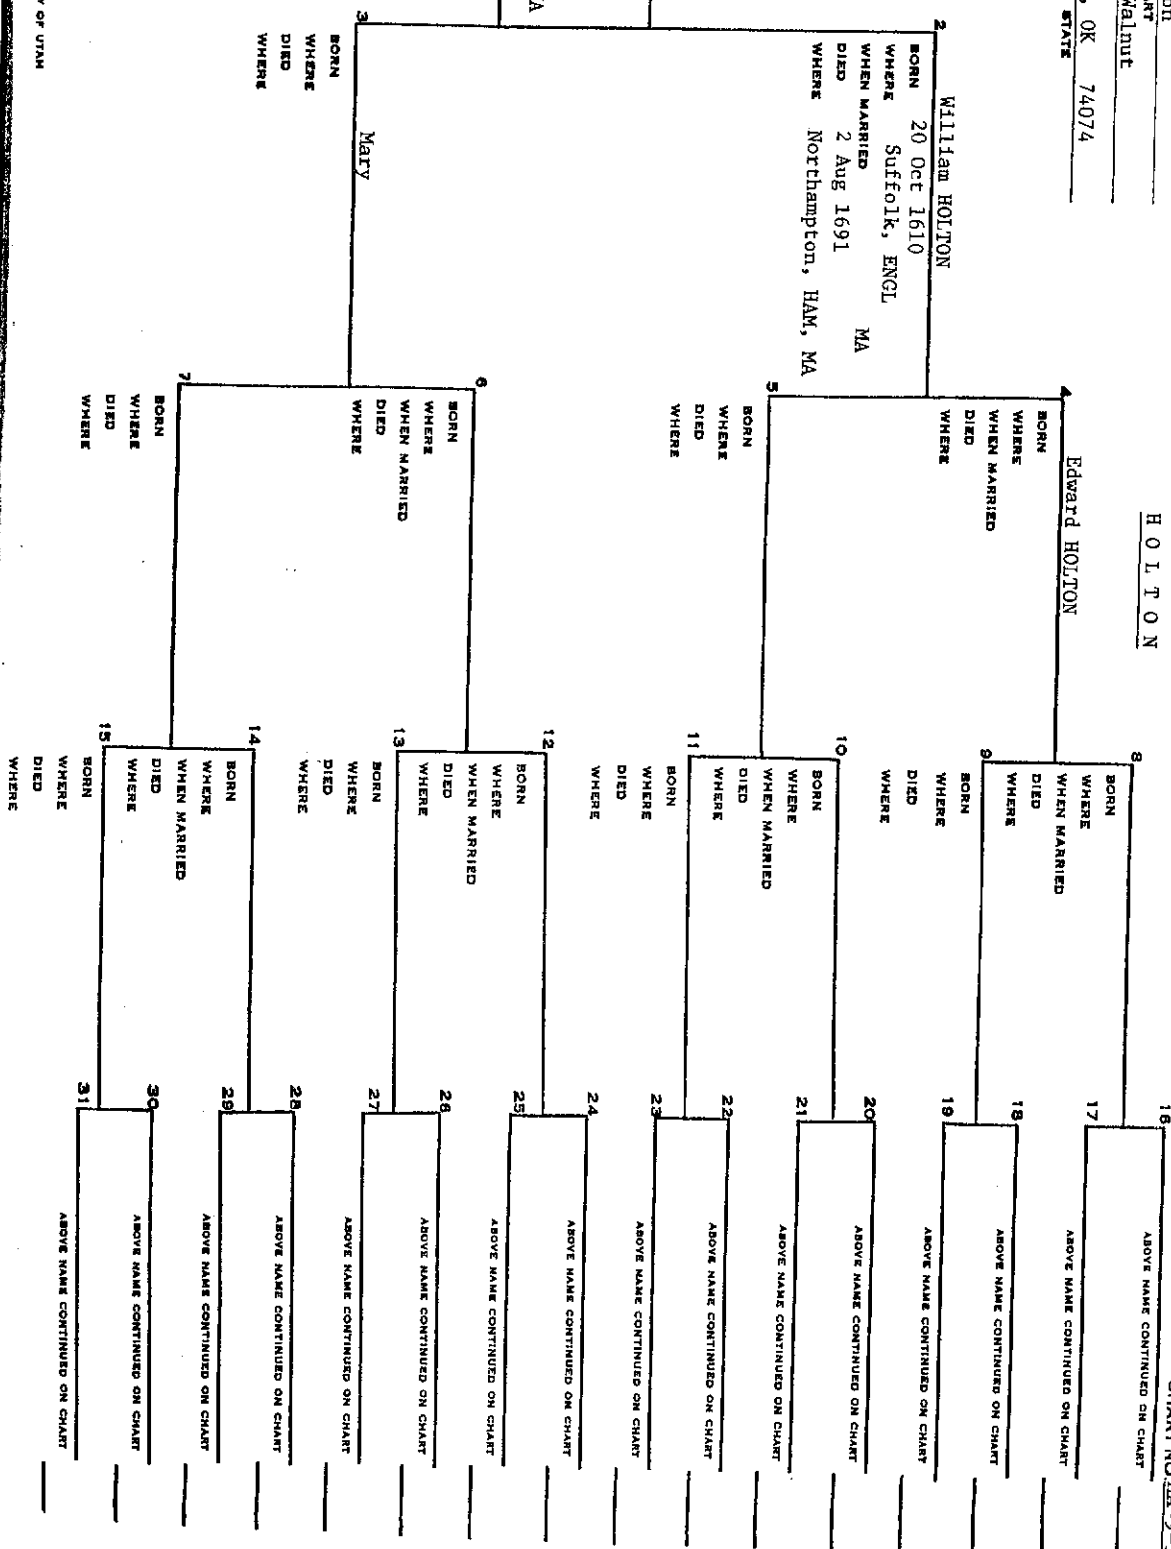 Walnut
, OK 74074
STATE
CHART NO.
H O L T O N
2
William HOLTON
BORN 20 Oct 1610
WHERE Suffolk, ENGL
WHEN MARRIED MA
DIED 2 Aug 1691
WHERE Northampton, HAM, MA
3
Mary
BORN
WHERE
DIED
WHERE
4
Edward HOLTON
BORN
WHERE
WHEN MARRIED
DIED
WHERE
5
BORN
WHERE
DIED
WHERE
6
BORN
WHERE
WHEN MARRIED
DIED
WHERE
7
BORN
WHERE
DIED
WHERE
8
BORN
WHERE
WHEN MARRIED
DIED
WHERE
9
BORN
WHERE
DIED
WHERE
10
BORN
WHERE
WHEN MARRIED
DIED
WHERE
11
BORN
WHERE
DIED
WHERE
12
BORN
WHERE
WHEN MARRIED
DIED
WHERE
13
BORN
WHERE
DIED
WHERE
14
BORN
WHERE
WHEN MARRIED
DIED
WHERE
15
BORN
WHERE
DIED
WHERE
16
ABOVE NAME CONTINUED ON CHART
17
ABOVE NAME CONTINUED ON CHART
18
ABOVE NAME CONTINUED ON CHART
19
ABOVE NAME CONTINUED ON CHART
20
ABOVE NAME CONTINUED ON CHART
21
ABOVE NAME CONTINUED ON CHART
22
ABOVE NAME CONTINUED ON CHART
23
ABOVE NAME CONTINUED ON CHART
24
ABOVE NAME CONTINUED ON CHART
25
ABOVE NAME CONTINUED ON CHART
26
ABOVE NAME CONTINUED ON CHART
27
ABOVE NAME CONTINUED ON CHART
28
ABOVE NAME CONTINUED ON CHART
29
ABOVE NAME CONTINUED ON CHART
30
ABOVE NAME CONTINUED ON CHART
31
ABOVE NAME CONTINUED ON CHART
OF UTAH